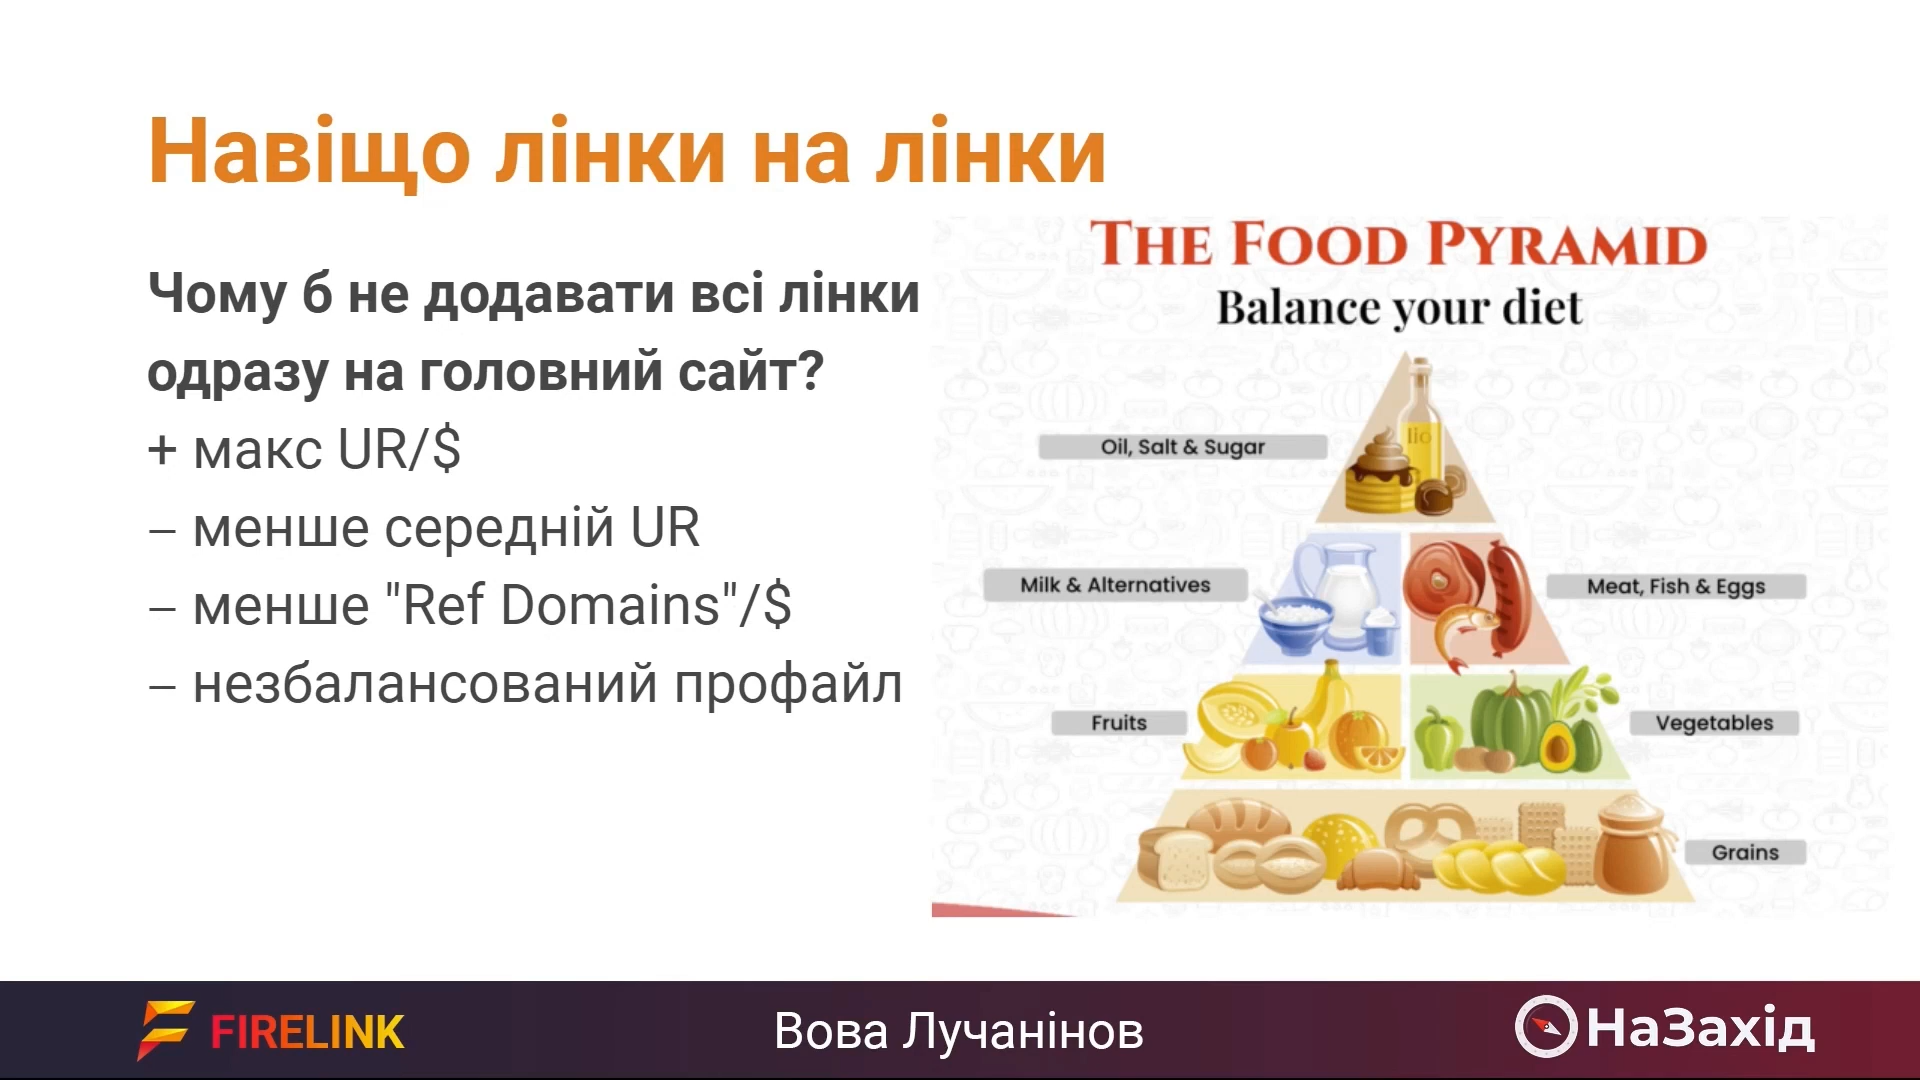 Навіщо лінки на лінки
Чому б не додавати всі лінки
одразу на головний сайт?
+ макс UR/$
– менше середній UR
– менше "Ref Domains"/$
– незбалансований профайл
THE FOOD PYRAMID
Balance your diet
lio
Oil, Salt & Sugar
Milk & Alternatives
Meat, Fish & Eggs
Fruits
Vegetables
Grains
FIRELINK
Вова Лучанінов
НаЗахід